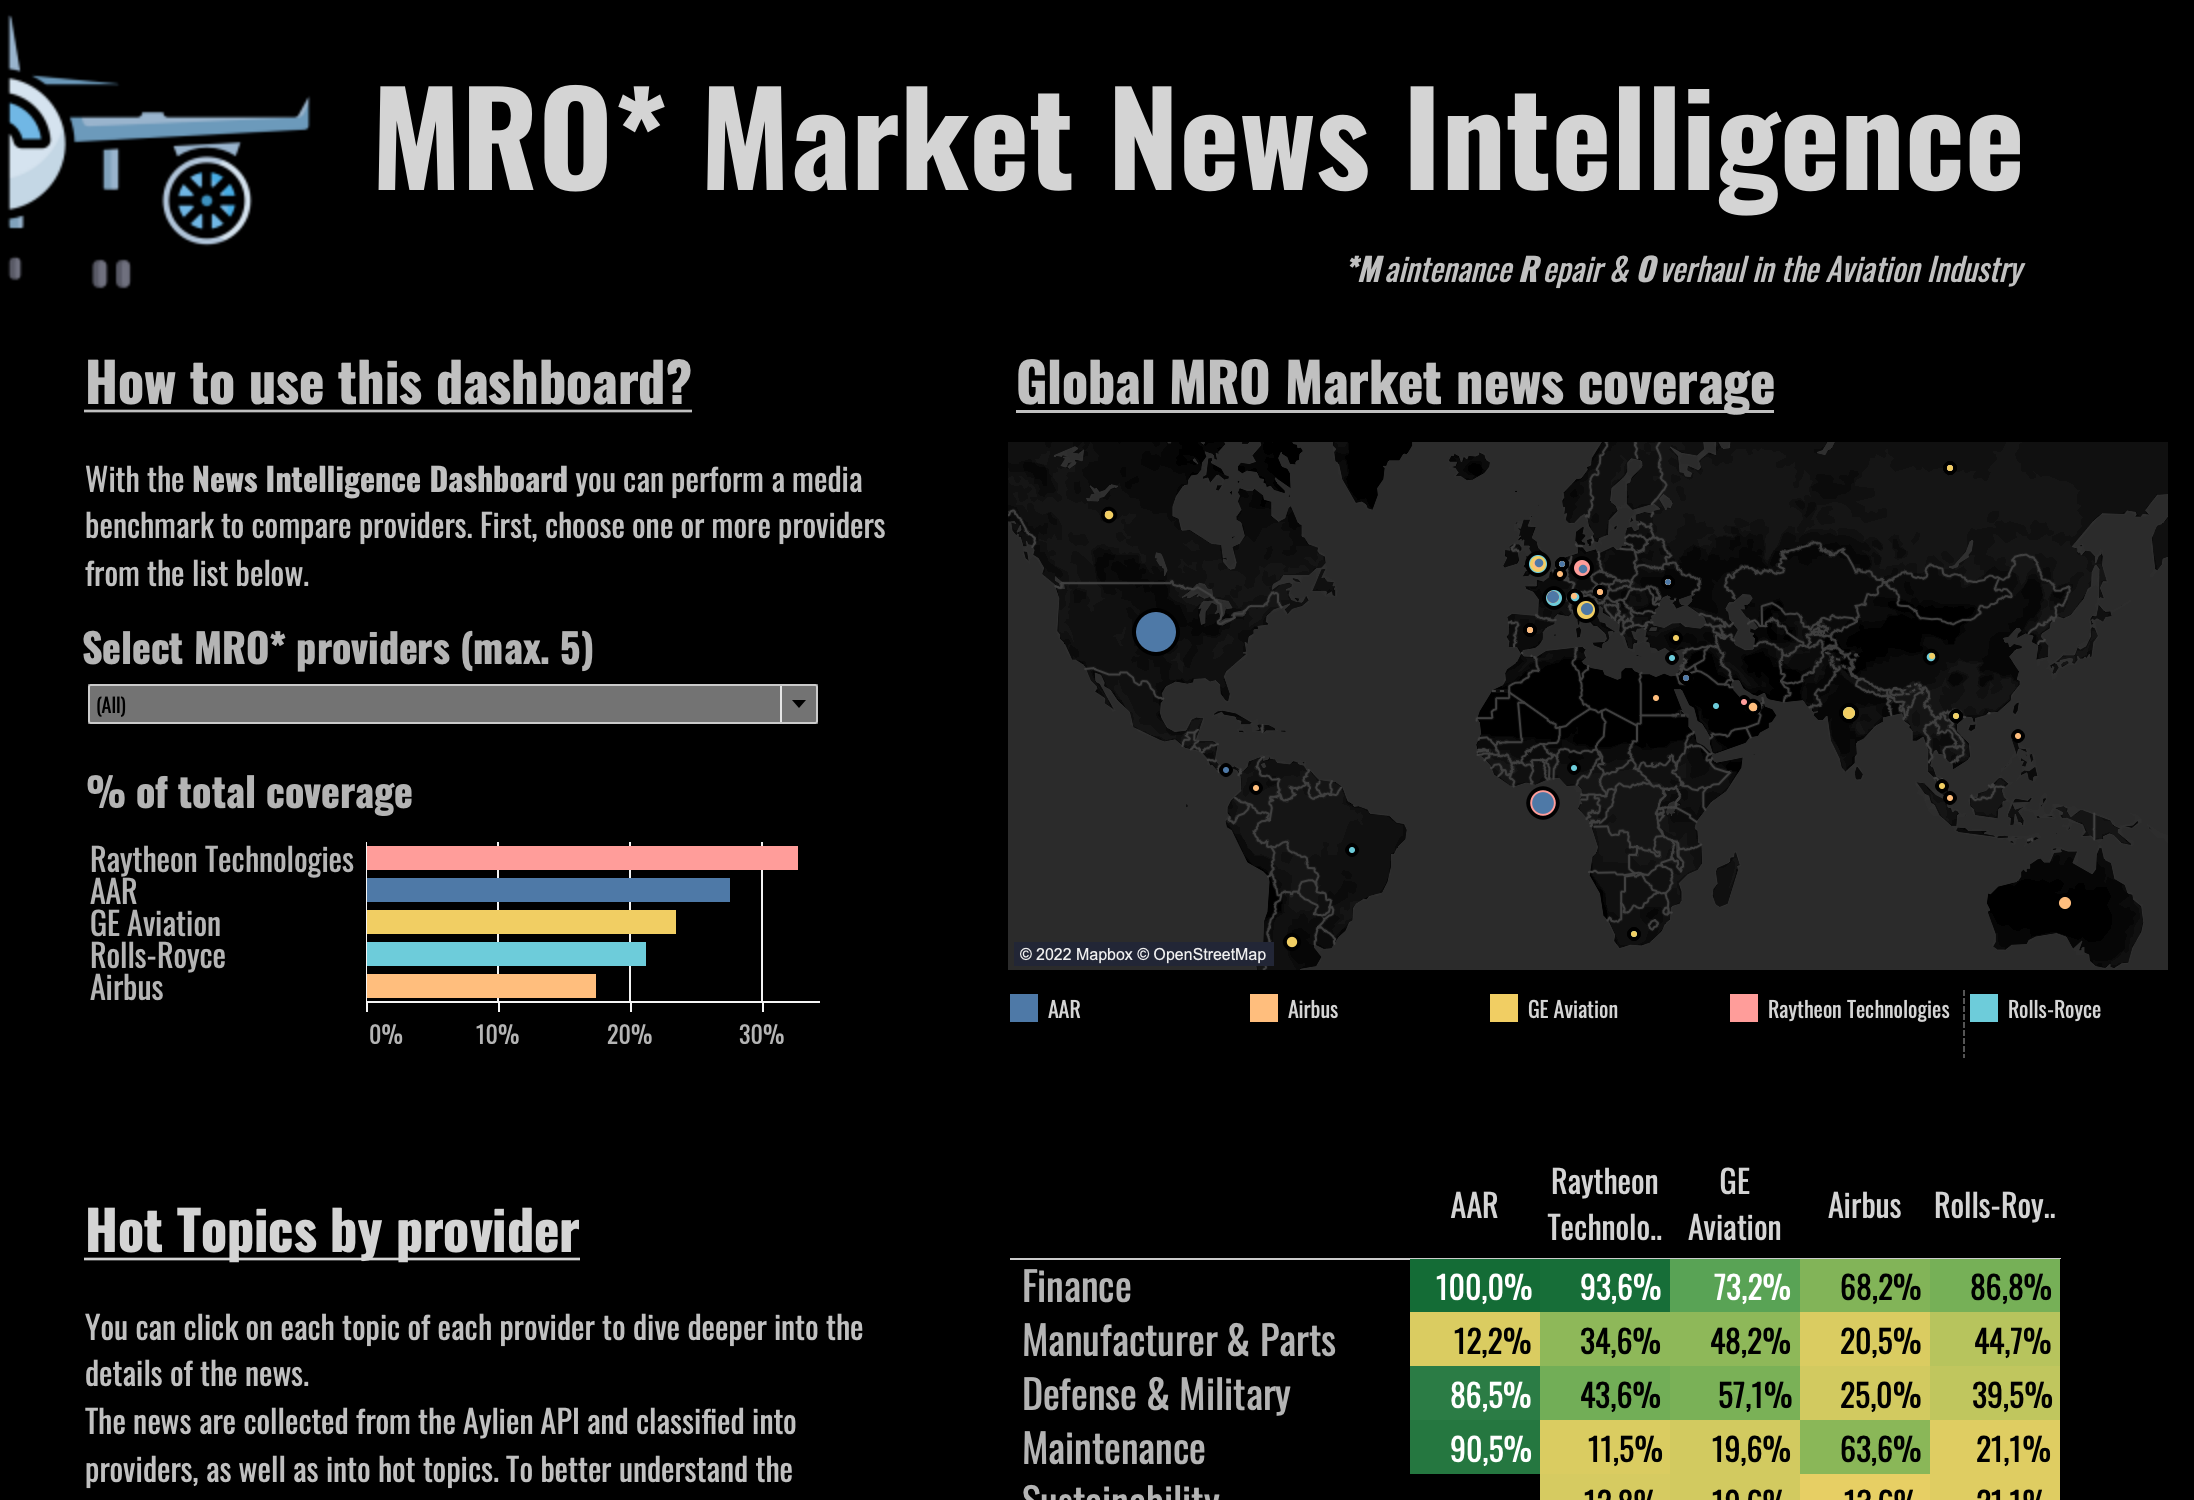 MRO* Market News Intelligence
*Maintenance Repair & Overhaul in the Aviation Industry
How to use this dashboard?
With the News Intelligence Dashboard you can perform a media
benchmark to compare providers. First, choose one or more providers
from the list below.
Select MRO* providers (max. 5)
(All)
% of total coverage
Raytheon Technologies
AAR
GE Aviation
Rolls-Royce
Airbus
0% 10% 20% 30%
Global MRO Market news coverage
© 2022 Mapbox © OpenStreetMap
AAR Airbus GE Aviation Raytheon Technologies Rolls-Royce
Hot Topics by provider
You can click on each topic of each provider to dive deeper into the
details of the news.
The news are collected from the Aylien API and classified into
providers, as well as into hot topics. To better understand the
AAR Raytheon Technolo.. GE Aviation Airbus Rolls-Roy..
Finance 100,0% 93,6% 73,2% 68,2% 86,8%
Manufacturer & Parts 12,2% 34,6% 48,2% 20,5% 44,7%
Defense & Military 86,5% 43,6% 57,1% 25,0% 39,5%
Maintenance 90,5% 11,5% 19,6% 63,6% 21,1%
Sustainability 12,8% 19,6% 13,6% 21,1%